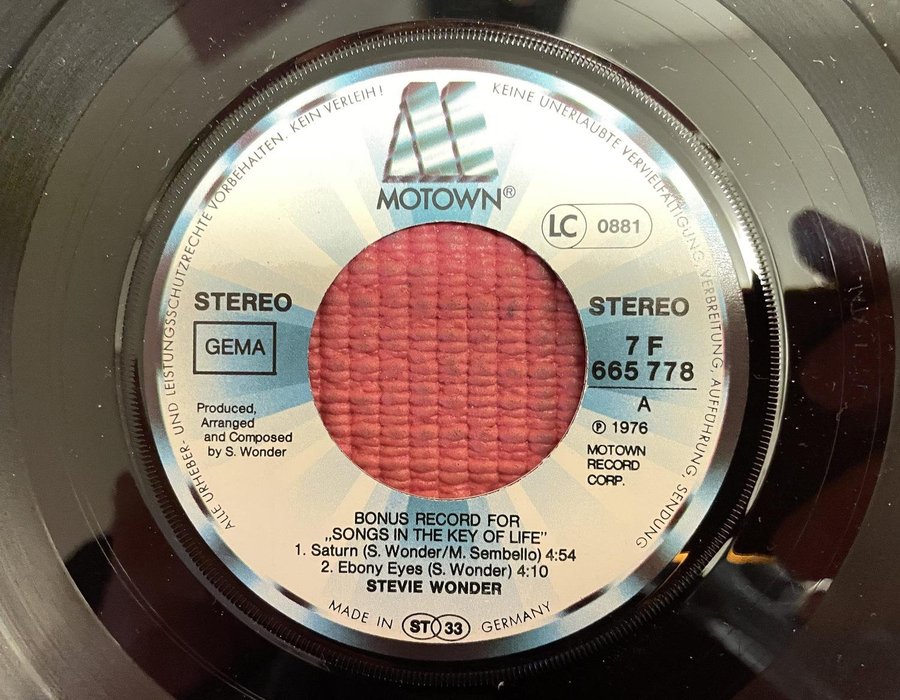 ALLE URHEBER- UND LEISTUNGSSCHUTZRECHTE VORBEHALTEN. KEIN VERLEIH! KEINE UNERLAUBTE VERVIELFÄLTIGUNG, VERBREITUNG, AUFFÜHRUNG, SENDUNG
MOTOWN®
LC 0881
STEREO
GEMA
STEREO
7 F
665 778
A
℗ 1976
MOTOWN
RECORD
CORP.
Produced,
Arranged
and Composed
by S. Wonder
BONUS RECORD FOR
„SONGS IN THE KEY OF LIFE”
1. Saturn (S. Wonder/M. Sembello) 4:54
2. Ebony Eyes (S. Wonder) 4:10
STEVIE WONDER
MADE IN ST 33 GERMANY